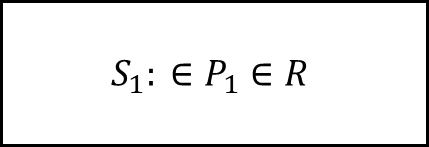 S₁: ∈ P₁ ∈ R